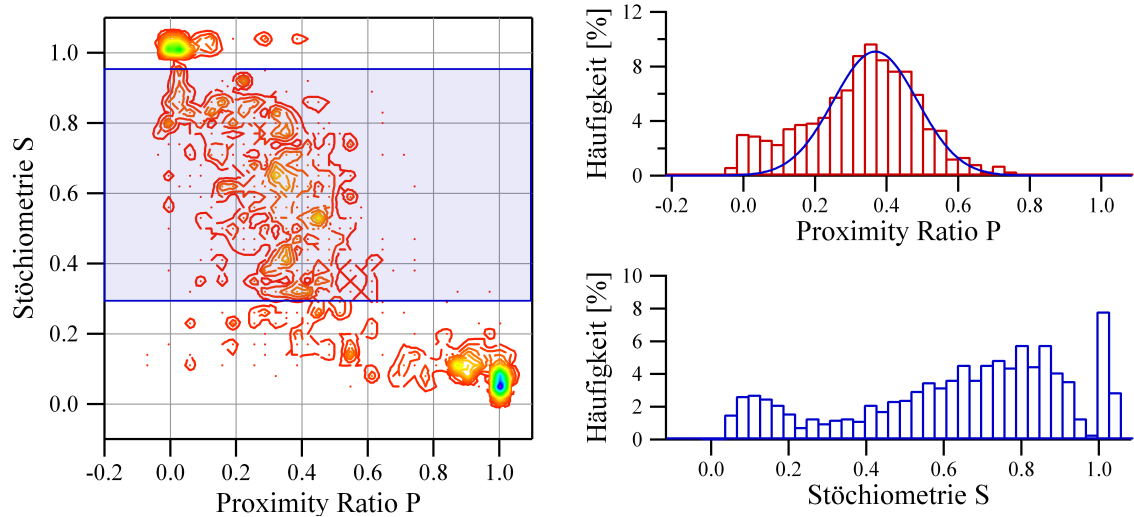 Stöchiometrie S
1.0
0.8
0.6
0.4
0.2
0.0
-0.2 0.0 0.2 0.4 0.6 0.8 1.0
Proximity Ratio P
Häufigkeit [%]
12
8
4
0
-0.2 0.0 0.2 0.4 0.6 0.8 1.0
Proximity Ratio P
Häufigkeit [%]
10
8
6
4
2
0
0.0 0.2 0.4 0.6 0.8 1.0
Stöchiometrie S